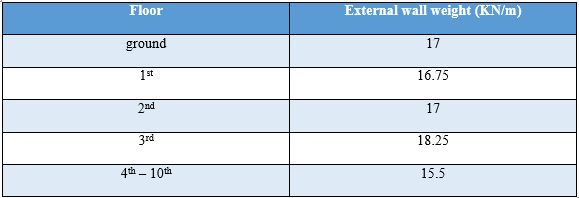 Floor External wall weight (KN/m)
ground 17
1st 16.75
2nd 17
3rd 18.25
4th – 10th 15.5